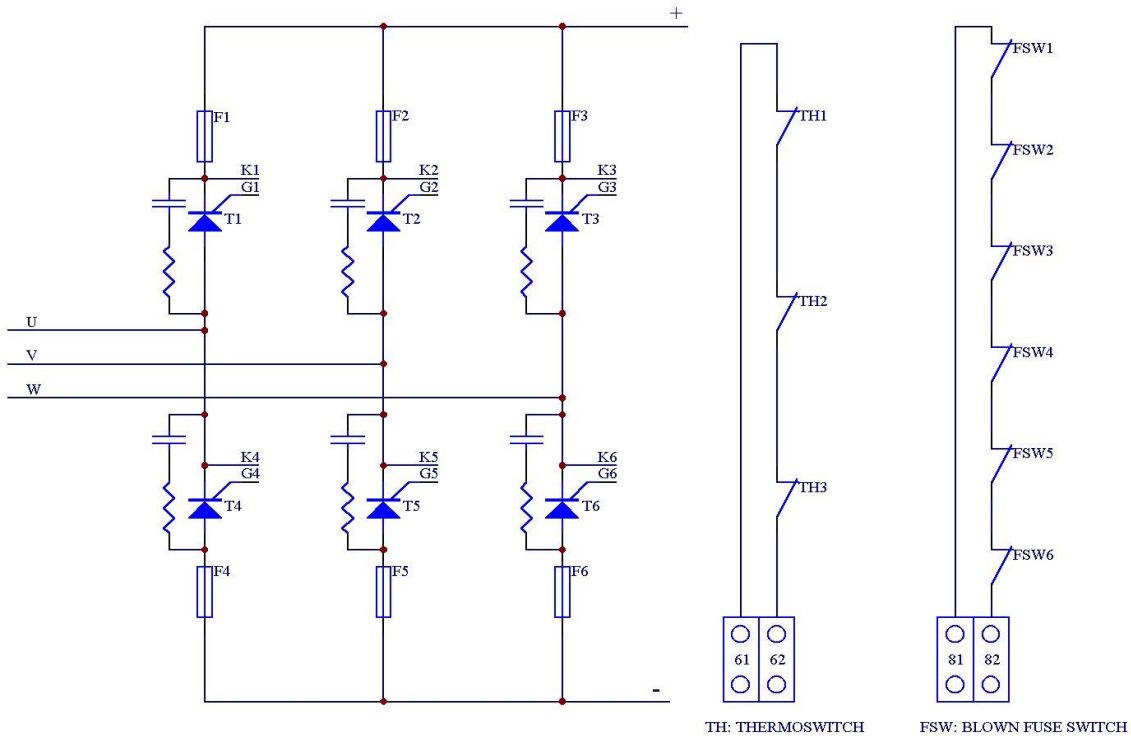 +
F1 F2 F3
K1 K2 K3
G1 G2 G3
T1 T2 T3
U
V
W
K4 K5 K6
G4 G5 G6
T4 T5 T6
F4 F5 F6
-
TH1
TH2
TH3
61 62
TH: THERMOSWITCH
FSW1
FSW2
FSW3
FSW4
FSW5
FSW6
81 82
FSW: BLOWN FUSE SWITCH